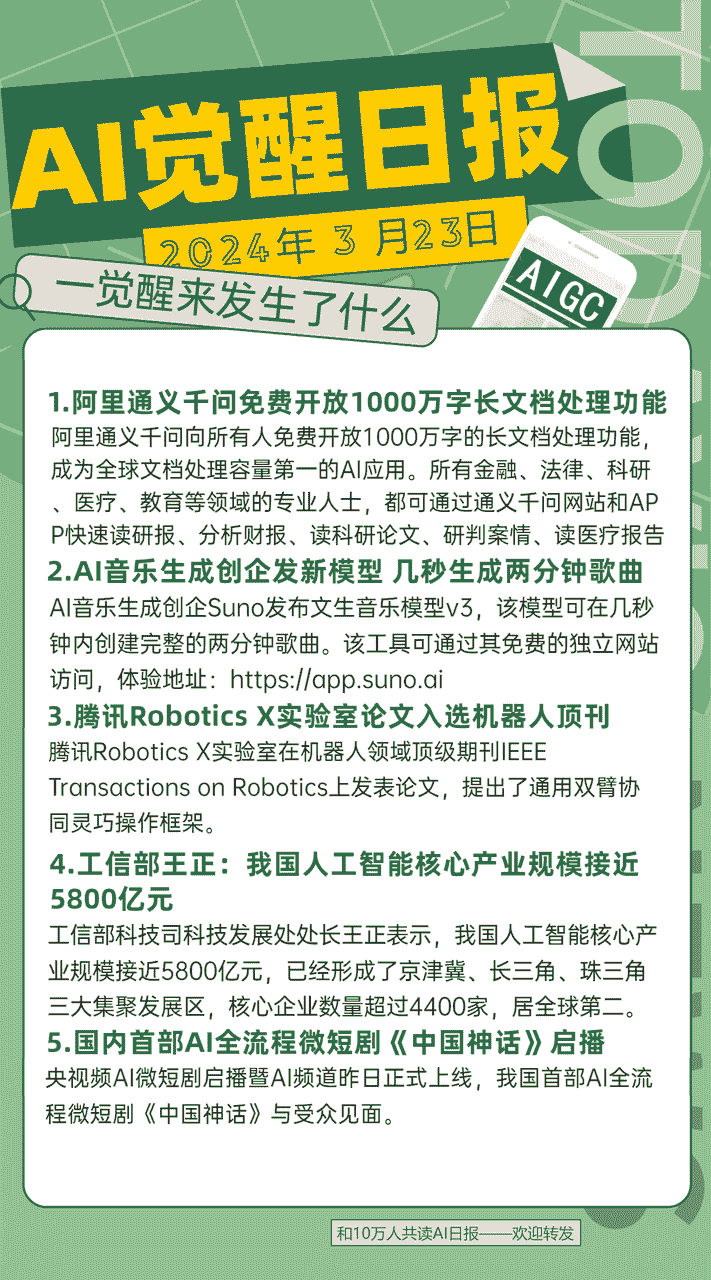 AI觉醒日报
2024年 3 月23日
一觉醒来发生了什么
AIGC
1.阿里通义千问免费开放1000万字长文档处理功能
阿里通义千问向所有人免费开放1000万字的长文档处理功能，
成为全球文档处理容量第一的AI应用。所有金融、法律、科研
、医疗、教育等领域的专业人士，都可通过通义千问网站和AP
P快速读研报、分析财报、读科研论文、研判案情、读医疗报告
2.AI音乐生成创企发新模型 几秒生成两分钟歌曲
AI音乐生成创企Suno发布文生音乐模型v3，该模型可在几秒
钟内创建完整的两分钟歌曲。该工具可通过其免费的独立网站
访问，体验地址：https://app.suno.ai
3.腾讯Robotics X实验室论文入选机器人顶刊
腾讯Robotics X实验室在机器人领域顶级期刊IEEE
Transactions on Robotics上发表论文，提出了通用双臂协
同灵巧操作框架。
4.工信部王正：我国人工智能核心产业规模接近
5800亿元
工信部科技司科技发展处处长王正表示，我国人工智能核心产
业规模接近5800亿元，已经形成了京津冀、长三角、珠三角
三大集聚发展区，核心企业数量超过4400家，居全球第二。
5.国内首部AI全流程微短剧《中国神话》启播
央视频AI微短剧启播暨AI频道昨日正式上线，我国首部AI全流
程微短剧《中国神话》与受众见面。
和10万人共读AI日报——欢迎转发